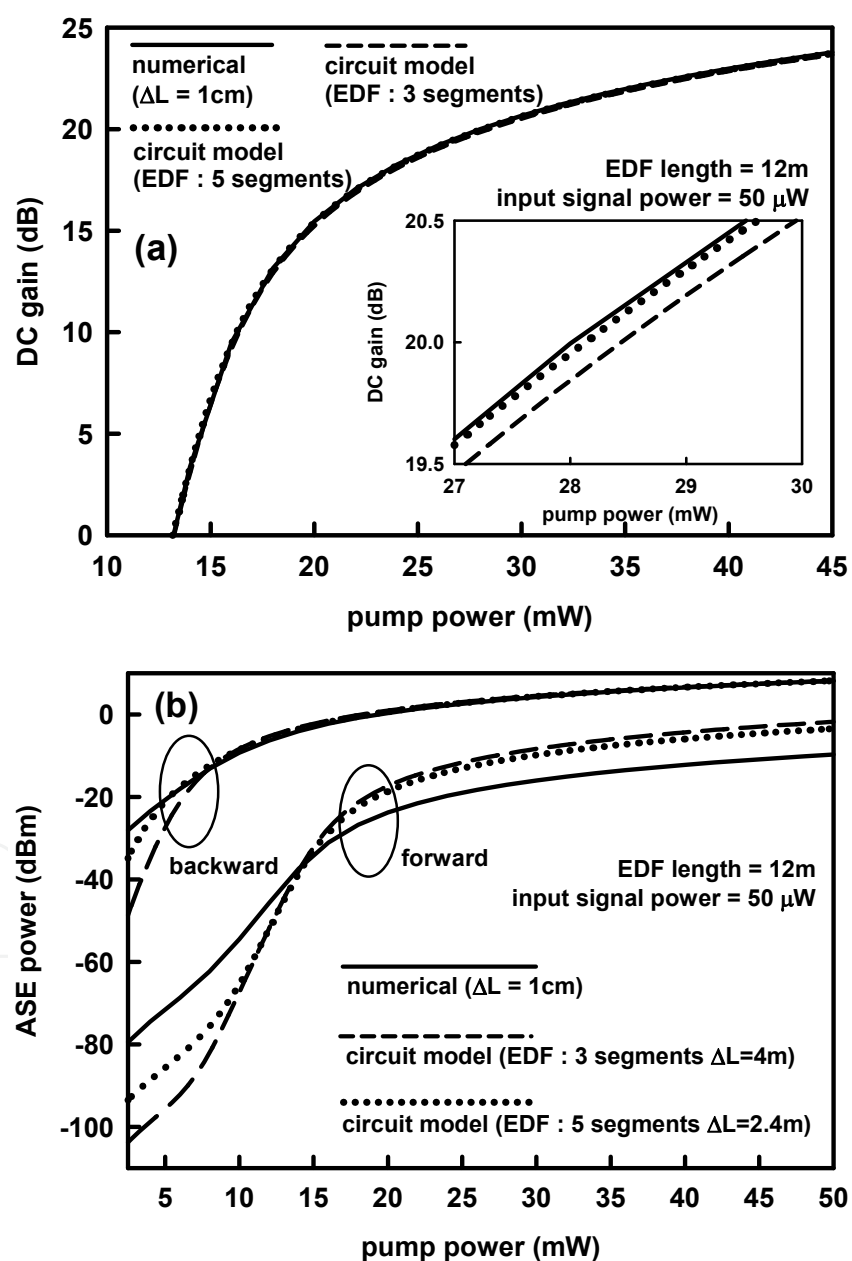 25
20
15
10
5
0
DC gain (dB)
numerical
(ΔL = 1cm)
circuit model
(EDF : 3 segments)
circuit model
(EDF : 5 segments)
(a)
EDF length = 12m
input signal power = 50 μW
20.5
20.0
19.5
DC gain (dB)
27 28 29 30
pump power (mW)
10 15 20 25 30 35 40 45
pump power (mW)
(b)
0
-20
-40
-60
-80
-100
ASE power (dBm)
backward
forward
EDF length = 12m
input signal power = 50 μW
numerical (ΔL = 1cm)
circuit model (EDF : 3 segments ΔL=4m)
circuit model (EDF : 5 segments ΔL=2.4m)
5 10 15 20 25 30 35 40 45 50
pump power (mW)